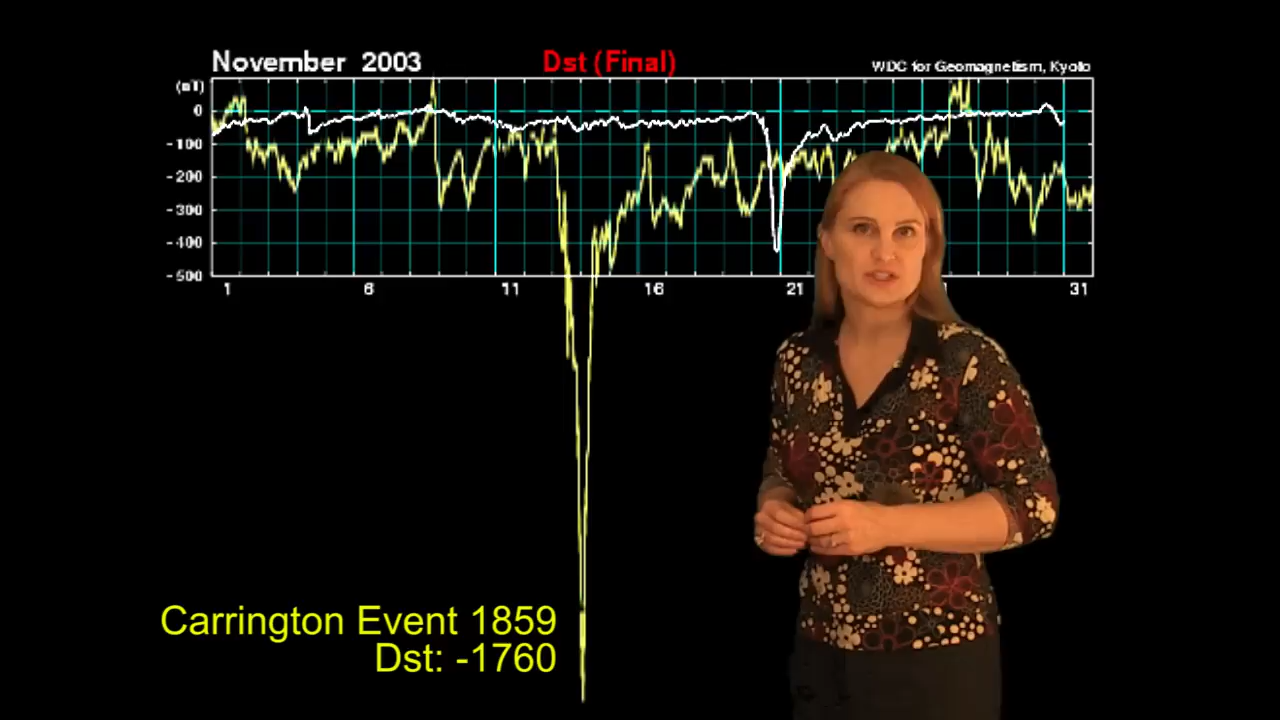 November 2003 Dst (Final) WDC for Geomagnetism, Kyoto
(nT)
0
-100
-200
-300
-400
-500
1 6 11 16 21 31
Carrington Event 1859
Dst: -1760